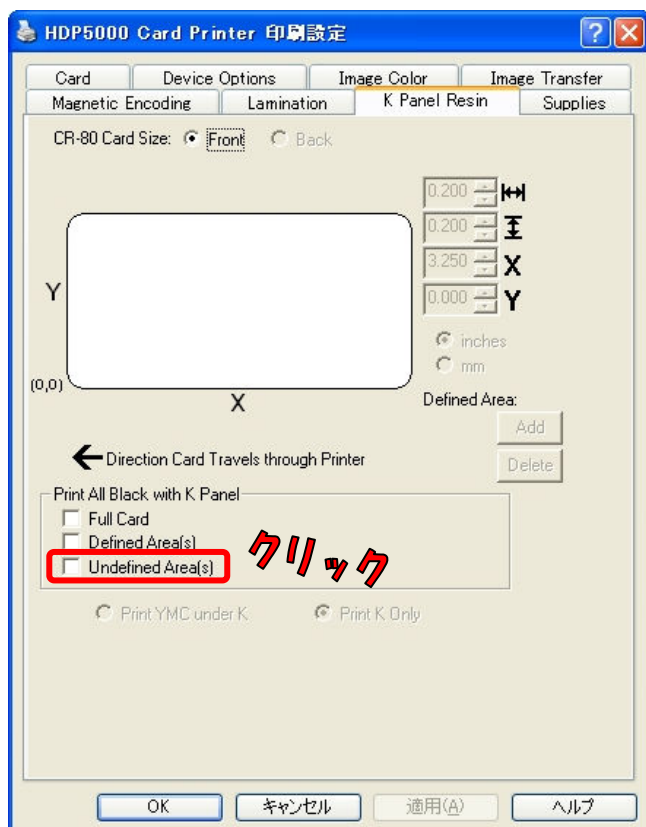 HDP5000 Card Printer 印刷設定
Card Device Options Image Color Image Transfer
Magnetic Encoding Lamination K Panel Resin Supplies
CR-80 Card Size: Front Back
0.200
0.200
3.250 X
0.000 Y
Y
inches
mm
(0,0)
X
Defined Area:
Add
Direction Card Travels through Printer
Delete
Print All Black with K Panel
Full Card
Defined Area(s)
Undefined Area(s)
クリック
Print YMC under K Print K Only
OK キャンセル 適用(A) ヘルプ